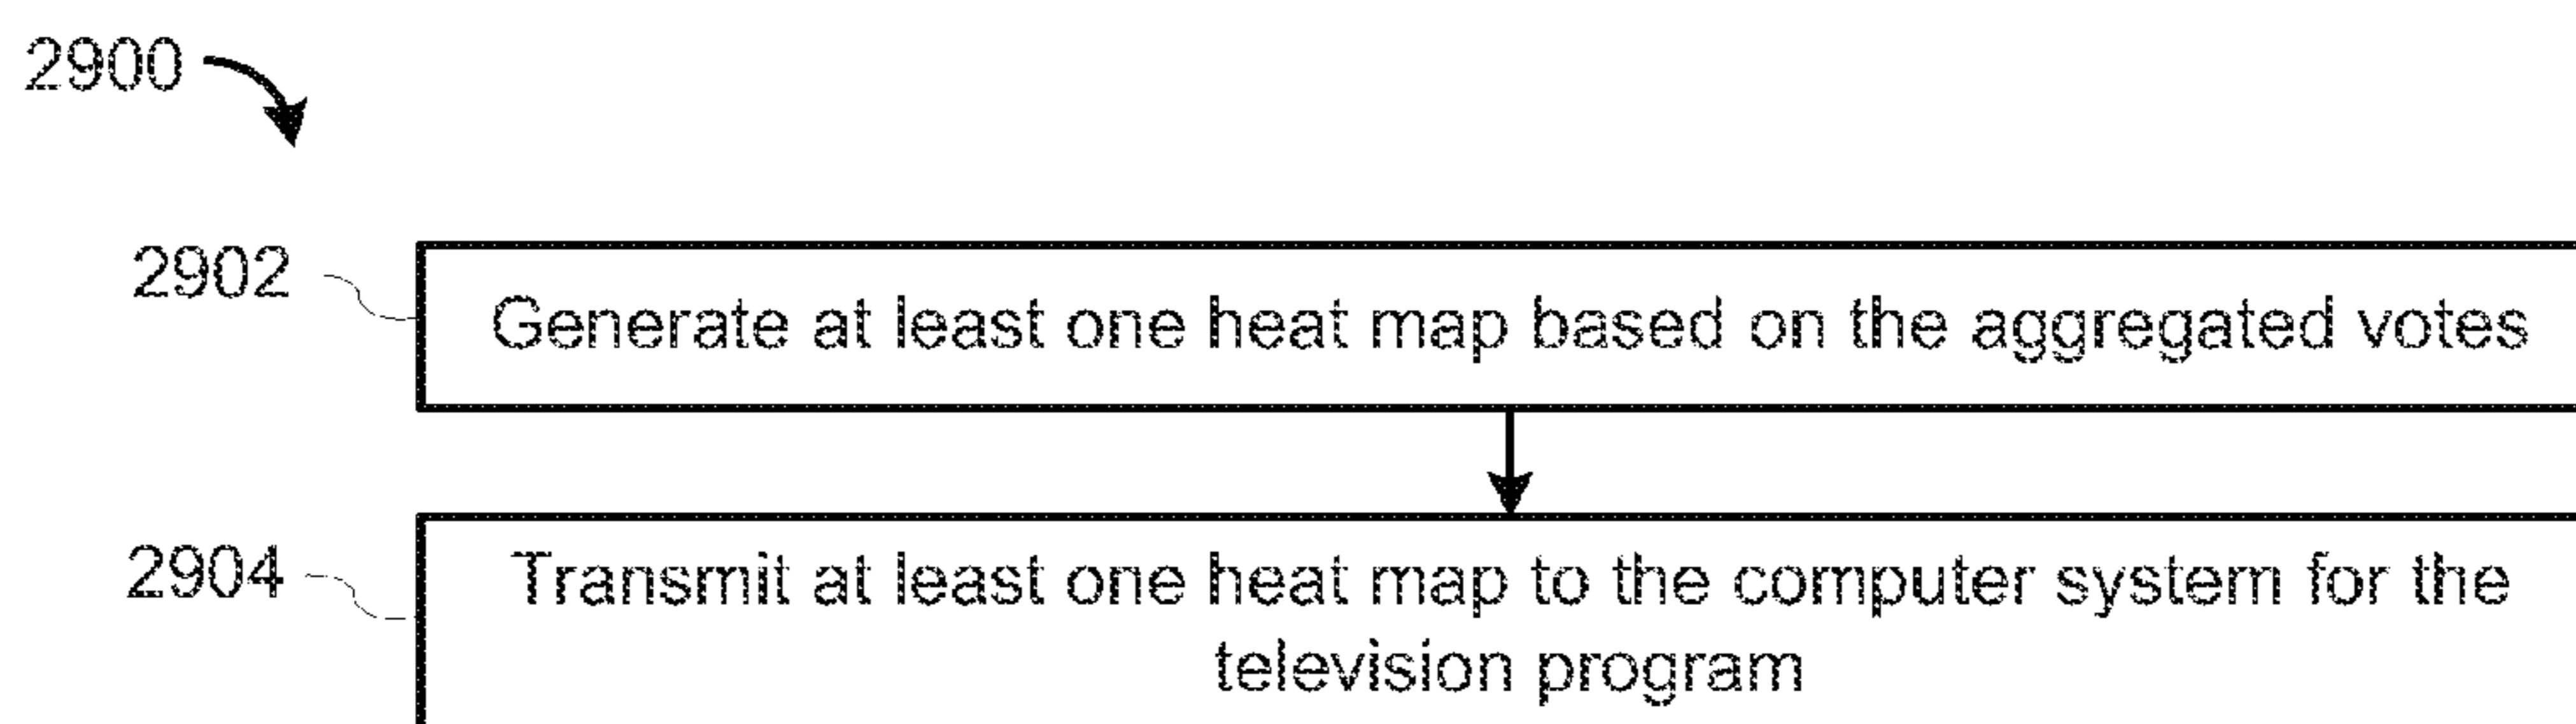 2900
2902
Generate at least one heat map based on the aggregated votes
2904
Transmit at least one heat map to the computer system for the
television program